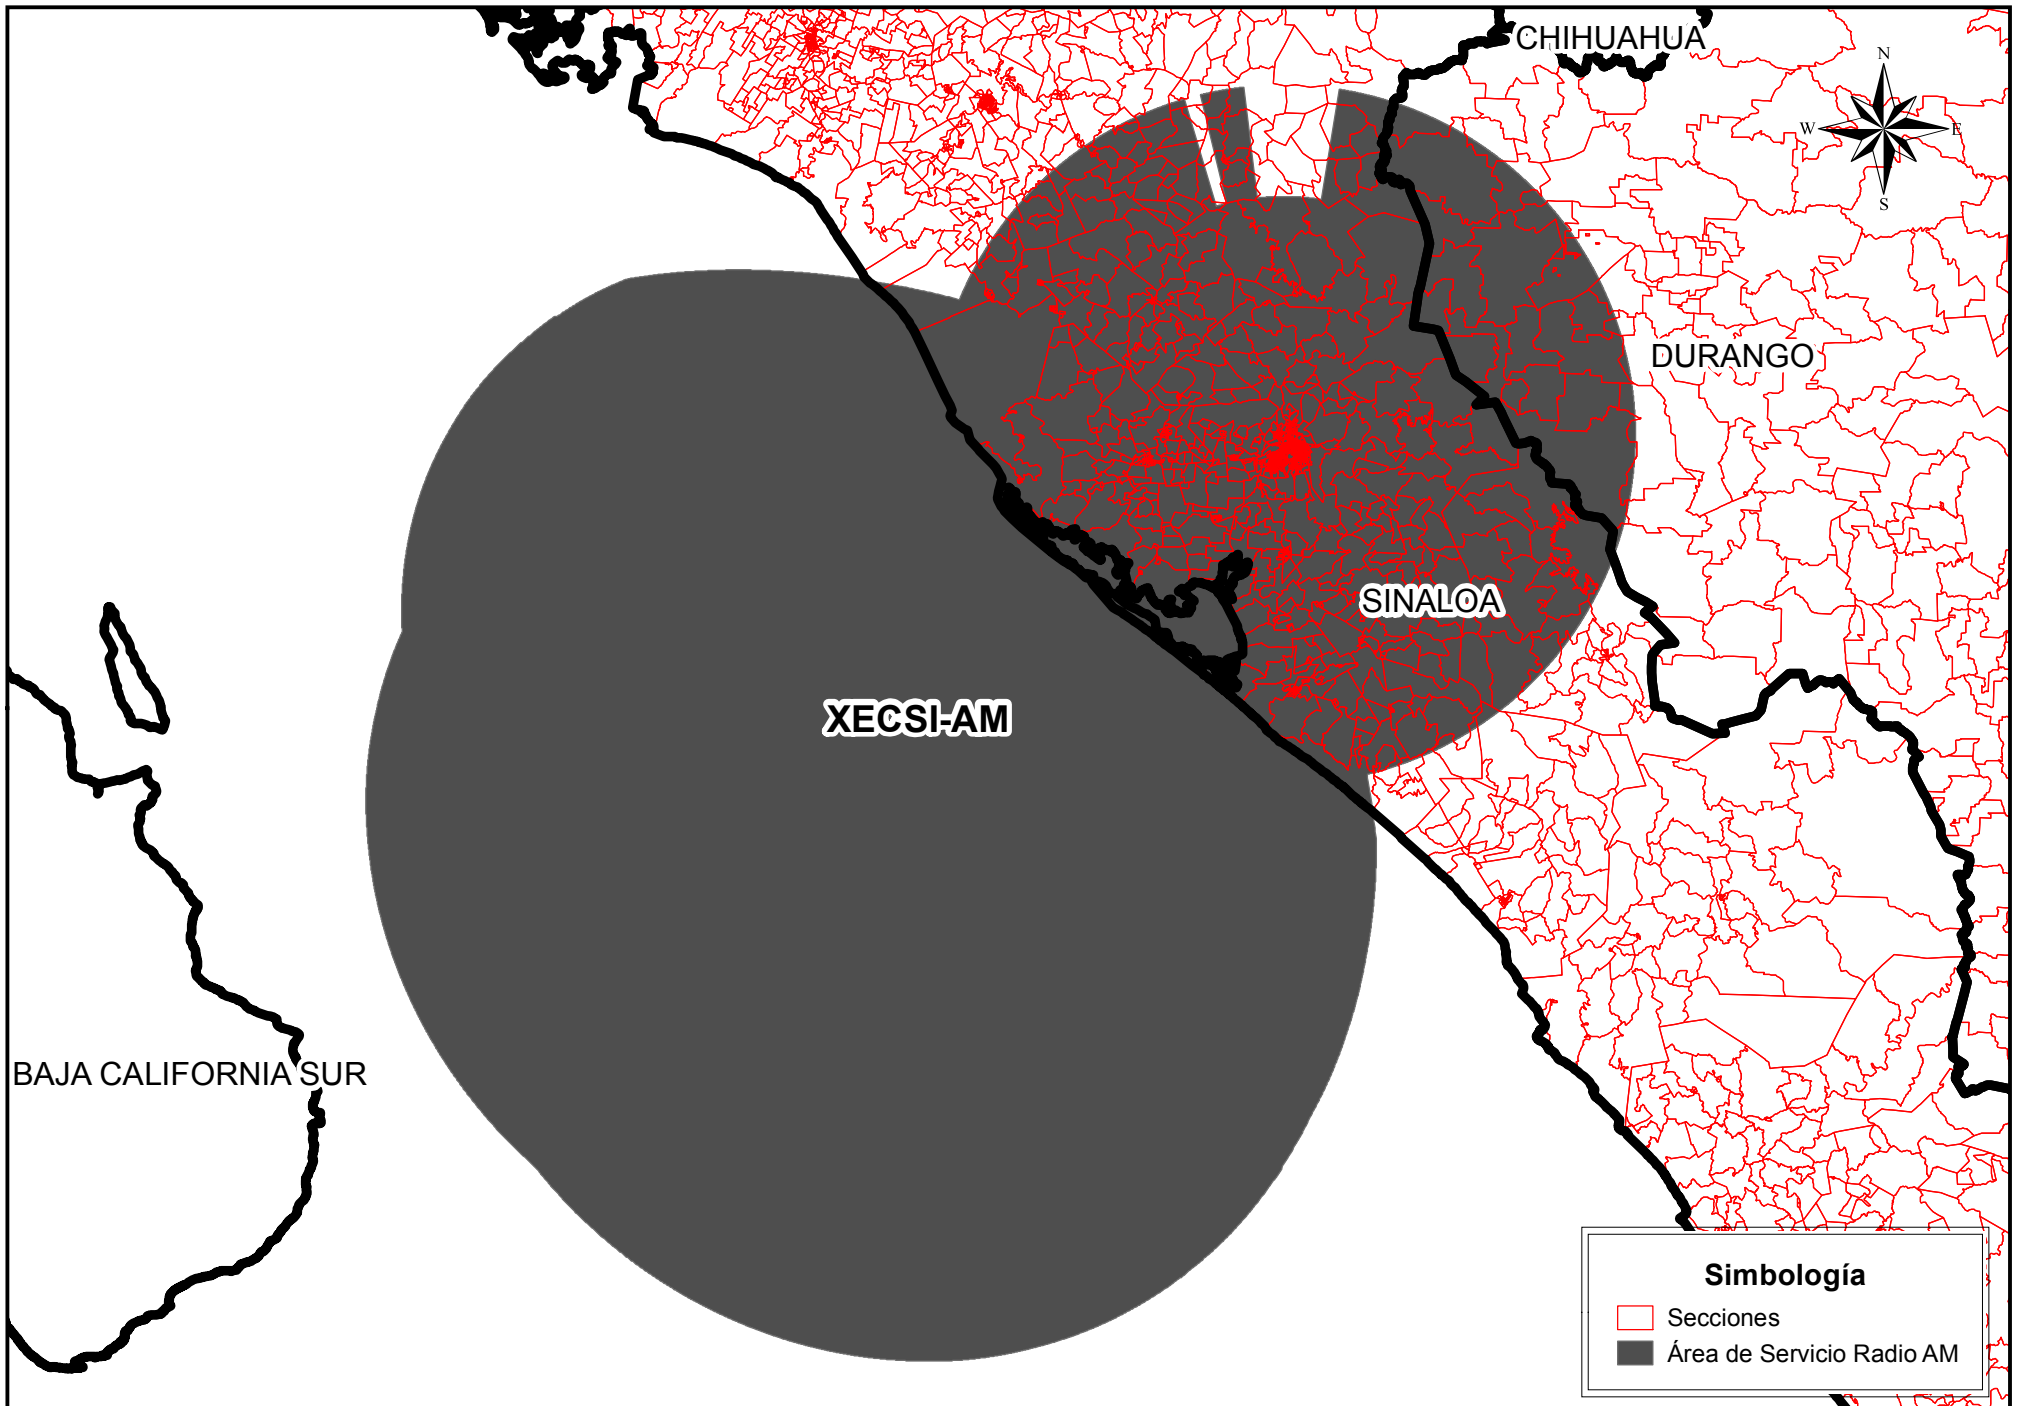 CHIHUAHUA
N
W
E
S
DURANGO
SINALOA
XECSI-AM
BAJA CALIFORNIA SUR
Simbología
Secciones
Área de Servicio Radio AM